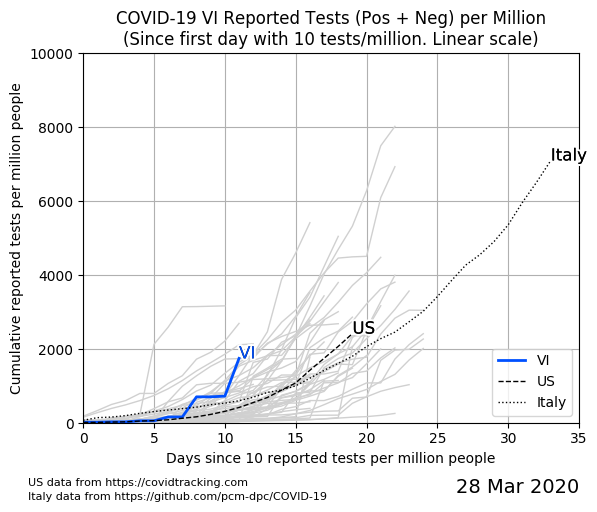 COVID-19 VI Reported Tests (Pos + Neg) per Million
(Since first day with 10 tests/million. Linear scale)
Cumulative reported tests per million people
10000
8000
6000
4000
2000
0
Italy
US
VI
VI
US
Italy
0 5 10 15 20 25 30 35
Days since 10 reported tests per million people
US data from https://covidtracking.com
Italy data from https://github.com/pcm-dpc/COVID-19
28 Mar 2020